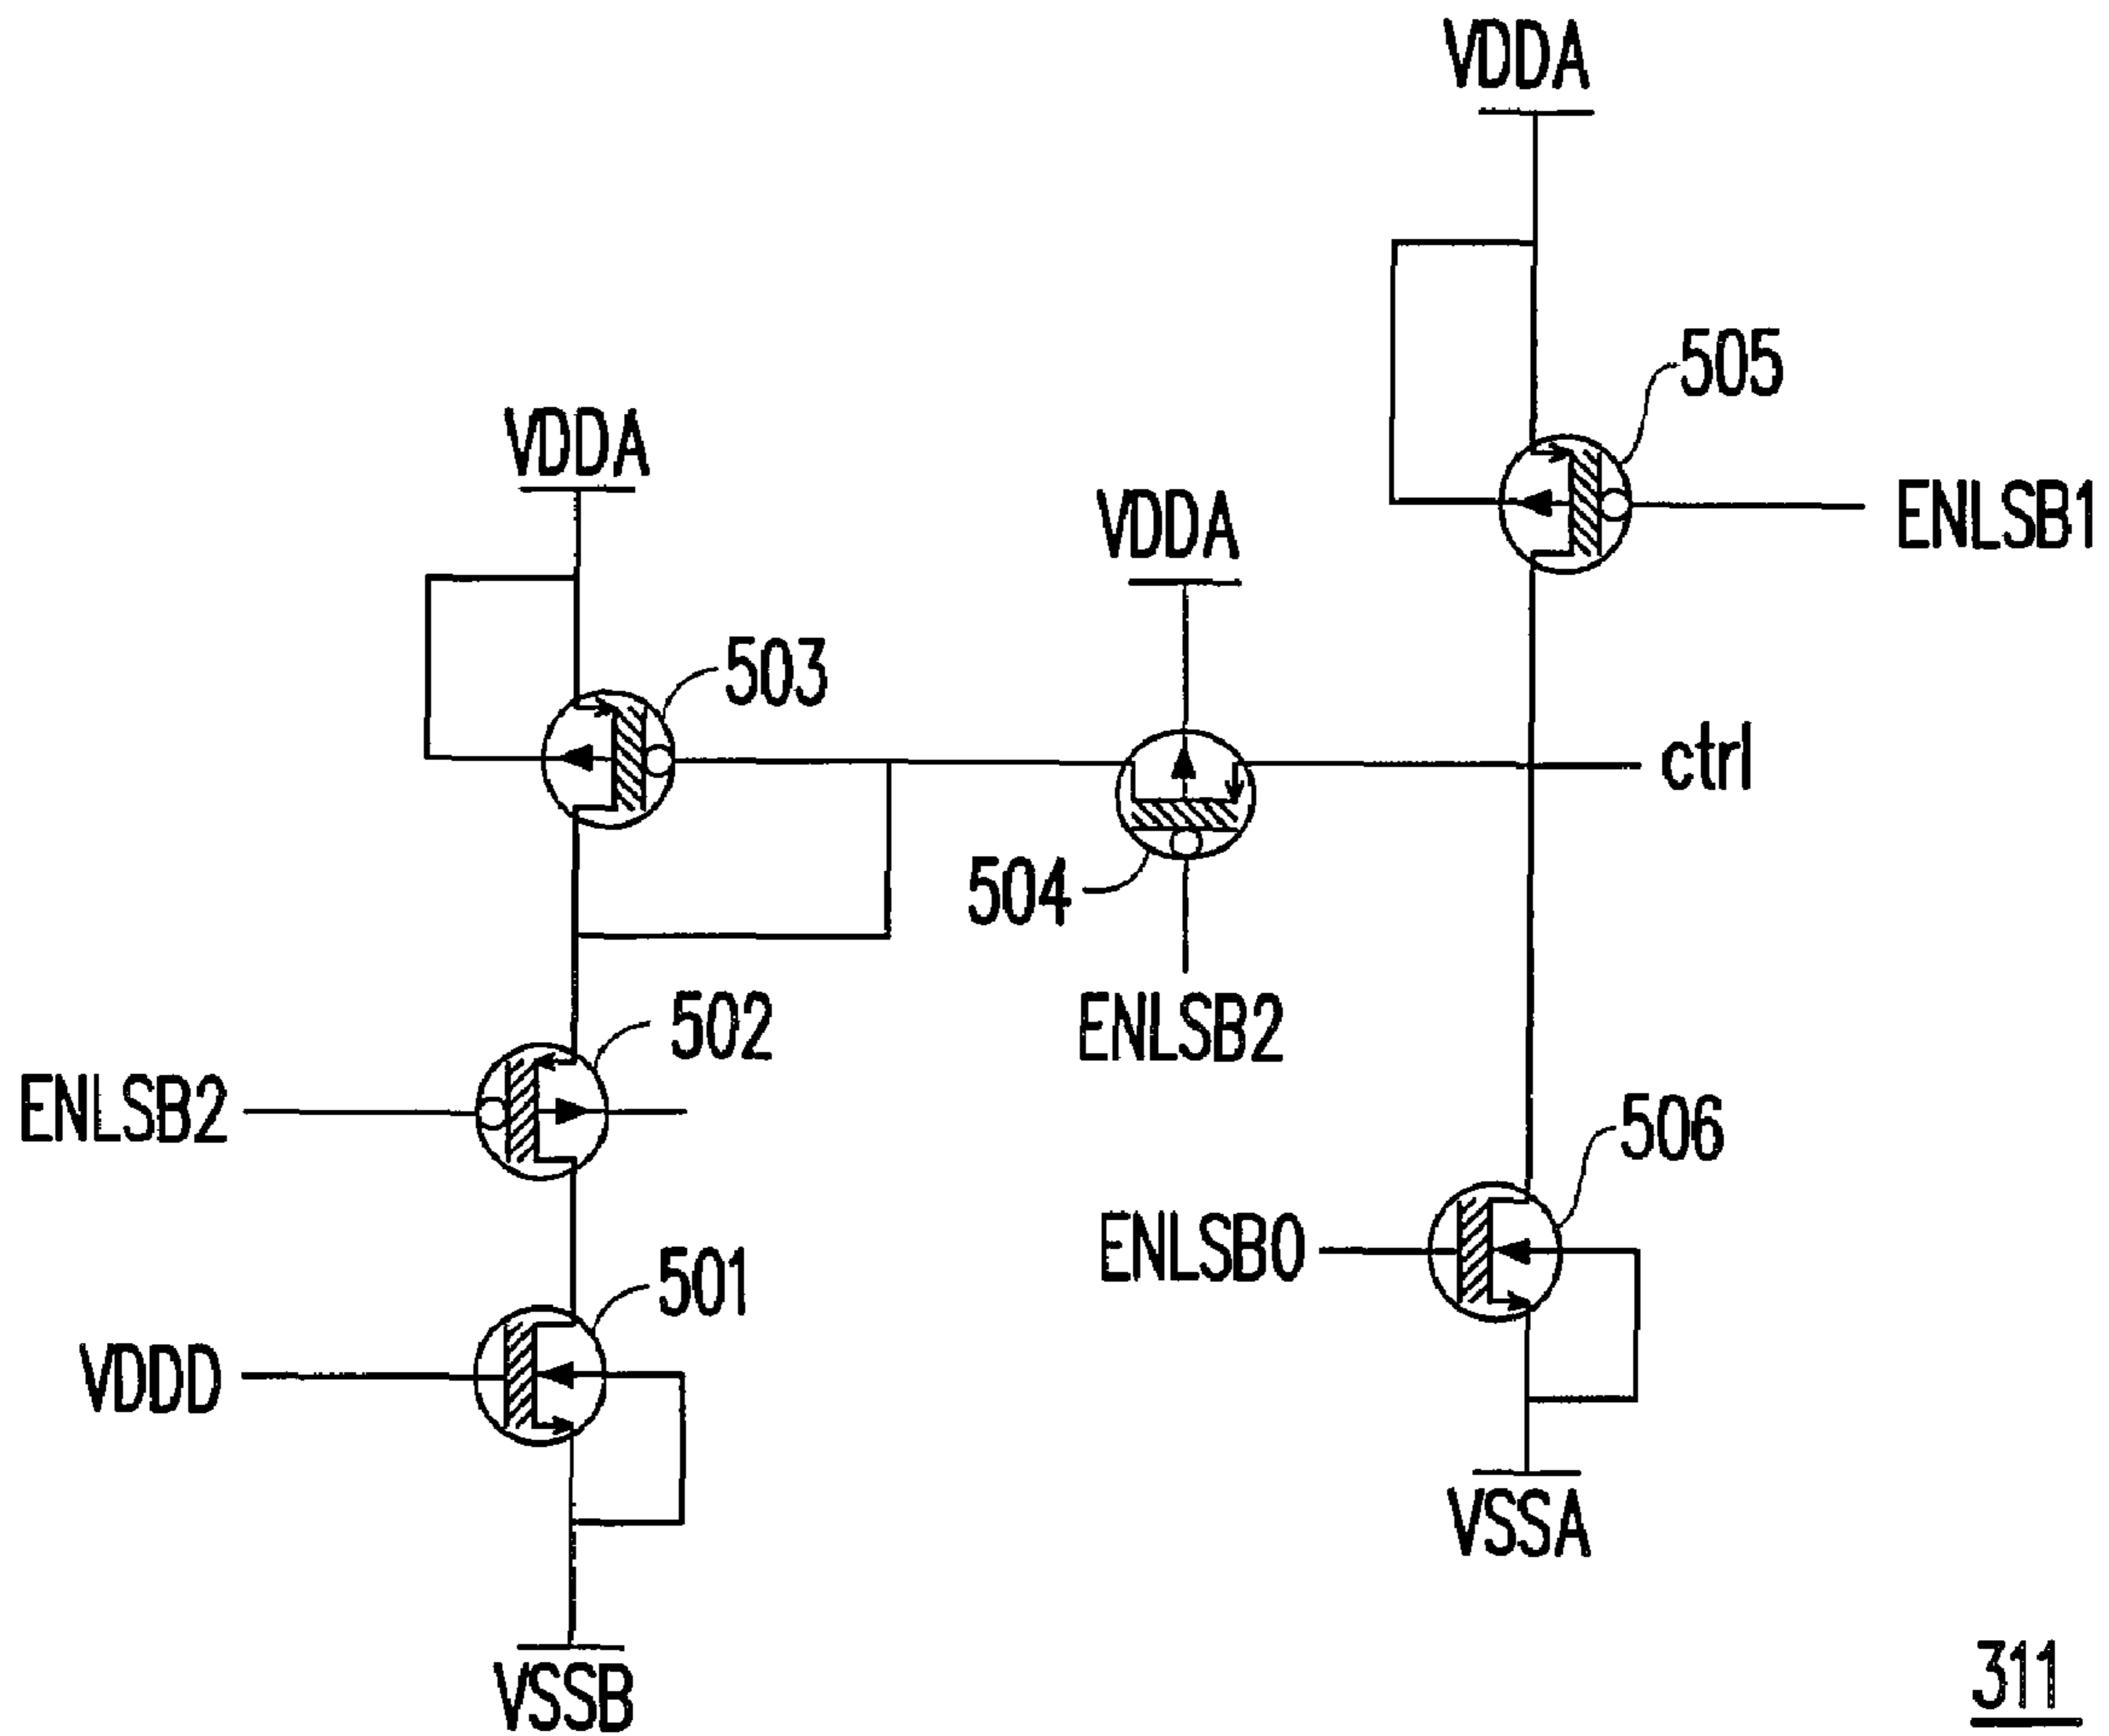 VDDA
505
VDDA
VDDA
ENLSB1
503
ctrl
504
502
ENLSB2
ENLSB2
506
ENLSB0
501
VDDD
VSSA
VSSB
311